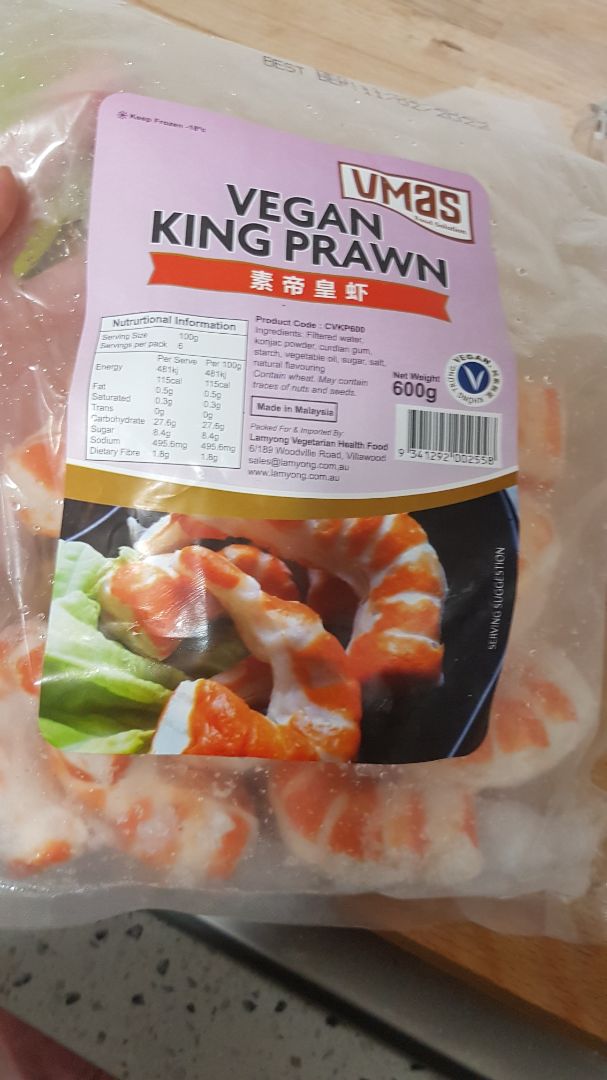 BEST BEF: 11/02/2023
Keep Frozen -18°c
VMAS
Food Solution
VEGAN
KING PRAWN
素帝皇虾
Nutrurtional Information
Serving Size 100g
Servings per pack 6
Per Serve Per 100g
Energy 481kj 481kj
115cal 115cal
Fat 0.5g 0.5g
Saturated 0.3g 0.3g
Trans 0g 0g
Carbohydrate 27.6g 27.6g
Sugar 8.4g 8.4g
Sodium 495.6mg 495.6mg
Dietary Fibre 1.8g 1.8g
Product Code : CVKP600
Ingredients: Filtered water,
konjac powder, curdlan gum,
starch, vegetable oil, sugar, salt,
natural flavouring
Contain wheat. May contain
traces of nuts and seeds.
Made in Malaysia
Packed For & Imported By:
Lamyong Vegetarian Health Food
6/189 Woodville Road, Villawood
sales@lamyong.com.au
www.lamyong.com.au
Net Weight
600g
VEGAN
V
9 341292 002558
SERVING SUGGESTION